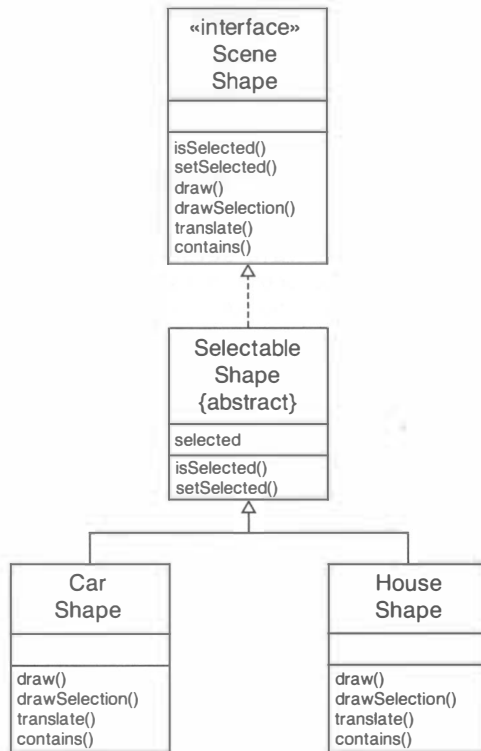 «interface»
Scene
Shape
isSelected()
setSelected()
draw()
drawSelection()
translate()
contains()
Selectable
Shape
{abstract}
selected
isSelected()
setSelected()
Car
Shape
draw()
drawSelection()
translate()
contains()
House
Shape
draw()
drawSelection()
translate()
contains()